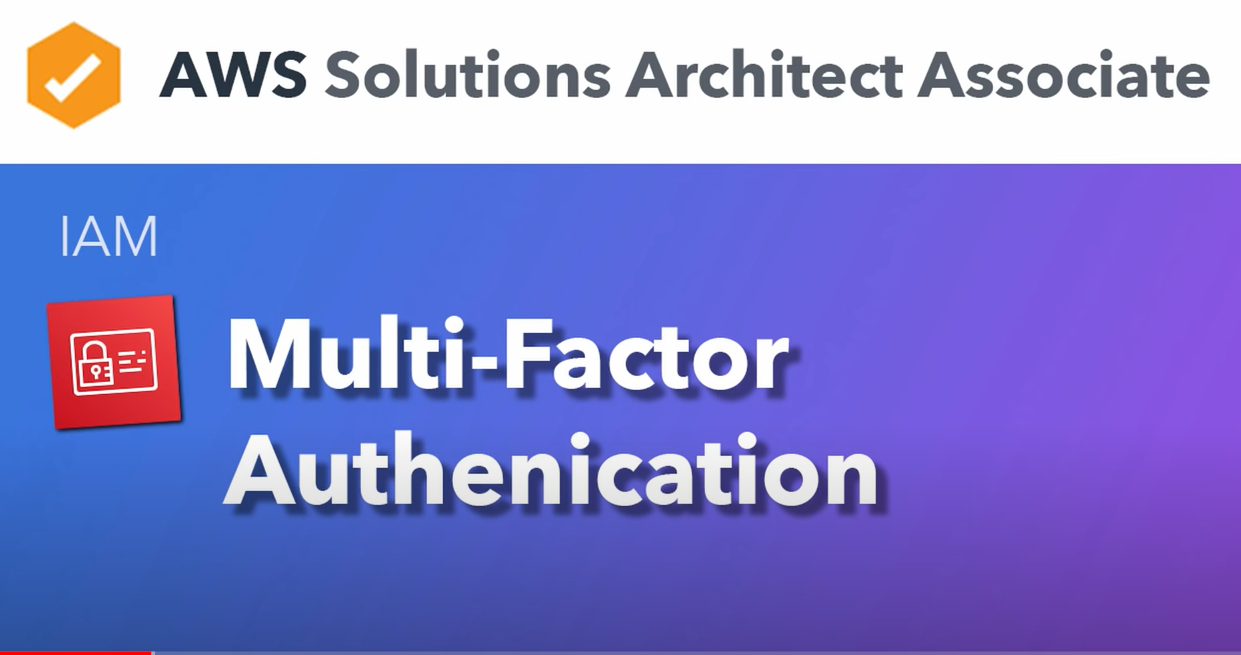 AWS Solutions Architect Associate
IAM
Multi-Factor
Authenication